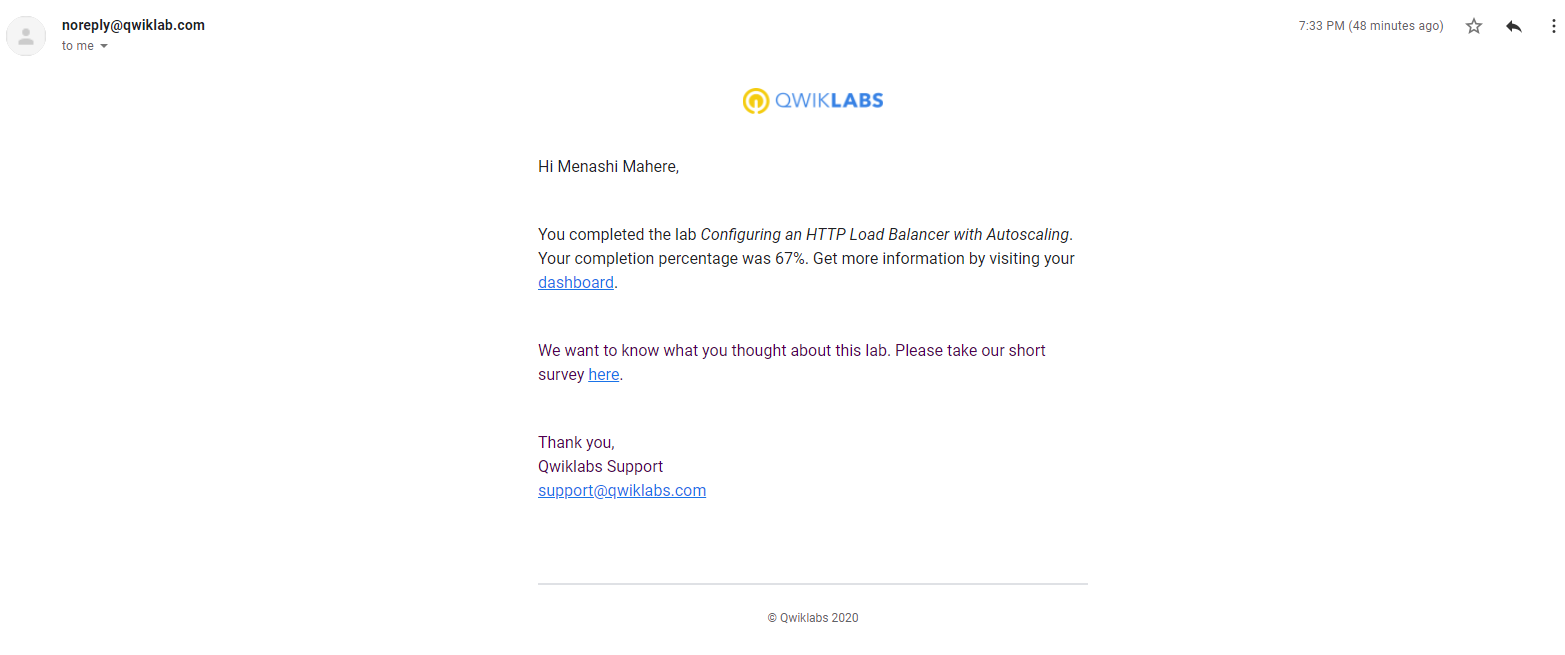 noreply@qwiklab.com
7:33 PM (48 minutes ago)
to me
QWIKLABS
Hi Menashi Mahere,
You completed the lab Configuring an HTTP Load Balancer with Autoscaling.
Your completion percentage was 67%. Get more information by visiting your
dashboard.
We want to know what you thought about this lab. Please take our short
survey here.
Thank you,
Qwiklabs Support
support@qwiklabs.com
© Qwiklabs 2020